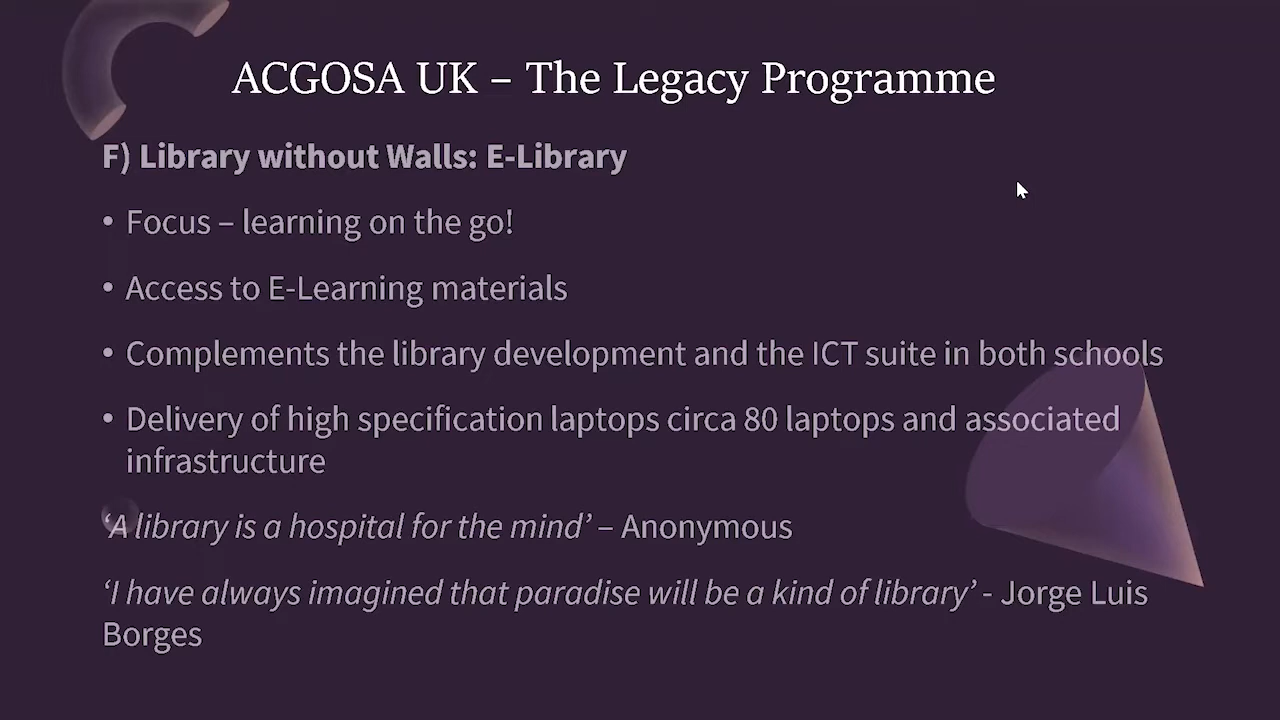 ACGOSA UK – The Legacy Programme
F) Library without Walls: E-Library
• Focus – learning on the go!
• Access to E-Learning materials
• Complements the library development and the ICT suite in both schools
• Delivery of high specification laptops circa 80 laptops and associated
infrastructure
‘A library is a hospital for the mind’ – Anonymous
‘I have always imagined that paradise will be a kind of library’ - Jorge Luis
Borges